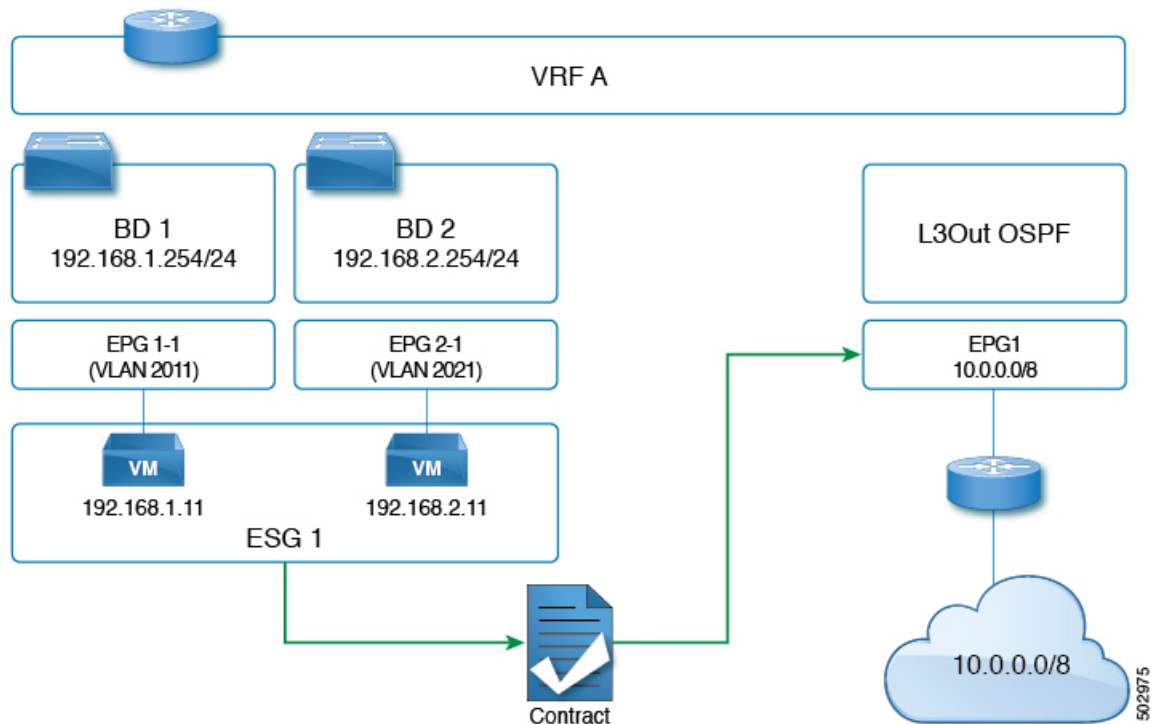 VRF A
BD 1
192.168.1.254/24
BD 2
192.168.2.254/24
L3Out OSPF
EPG 1-1
(VLAN 2011)
EPG 2-1
(VLAN 2021)
EPG1
10.0.0.0/8
VM
192.168.1.11
VM
192.168.2.11
ESG 1
Contract
10.0.0.0/8
502975